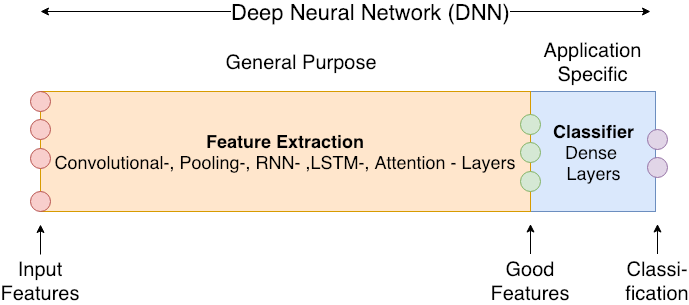 Deep Neural Network (DNN)
General Purpose
Application
Specific
Feature Extraction
Convolutional-, Pooling-, RNN- ,LSTM-, Attention - Layers
Classifier
Dense
Layers
Input
Features
Good
Features
Classi-
fication